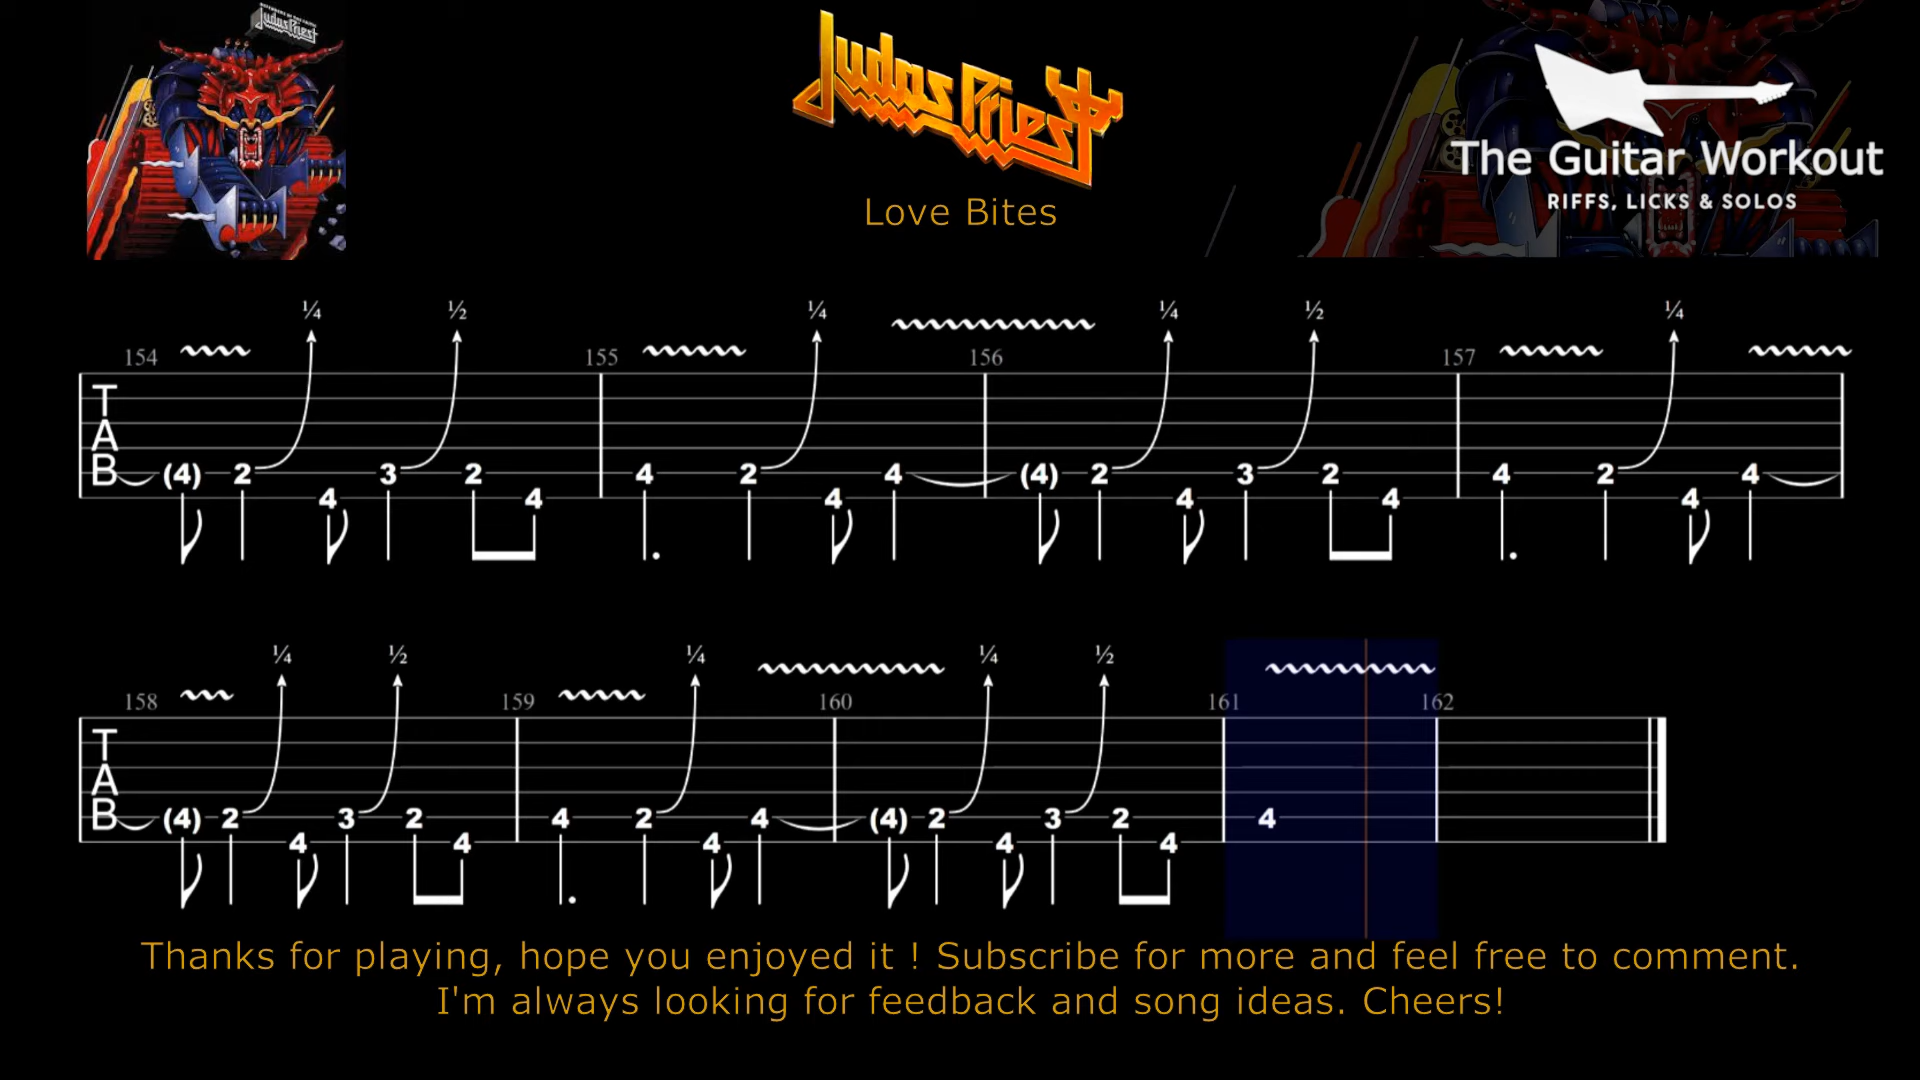 Judas Priest
Judas Priest
Love Bites
The Guitar Workout
RIFFS, LICKS & SOLOS
¼ ½ ¼ ¼ ½ ¼
154 155 156 157
TAB
(4) 2 4 3 2 4 4 2 4 4 (4) 2 4 3 2 4 4 2 4 4
¼ ½ ¼ ¼ ½
158 159 160 161 162
TAB
(4) 2 4 3 2 4 4 2 4 4 (4) 2 4 3 2 4 4
Thanks for playing, hope you enjoyed it ! Subscribe for more and feel free to comment.
I'm always looking for feedback and song ideas. Cheers!